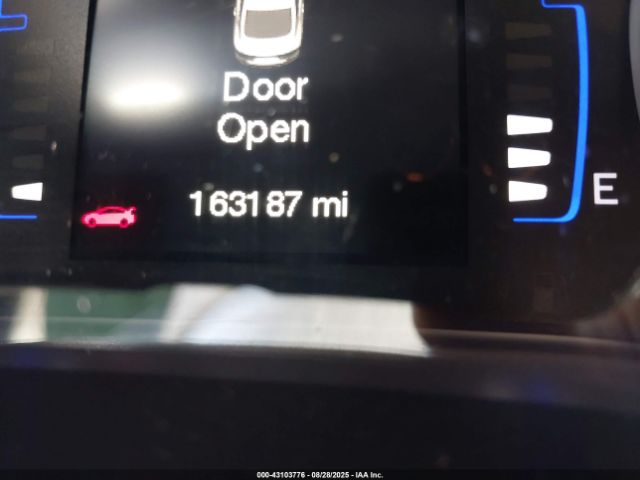 Door
Open
163187 mi
E
000-43103776 - 08/28/2025 - IAA Inc.